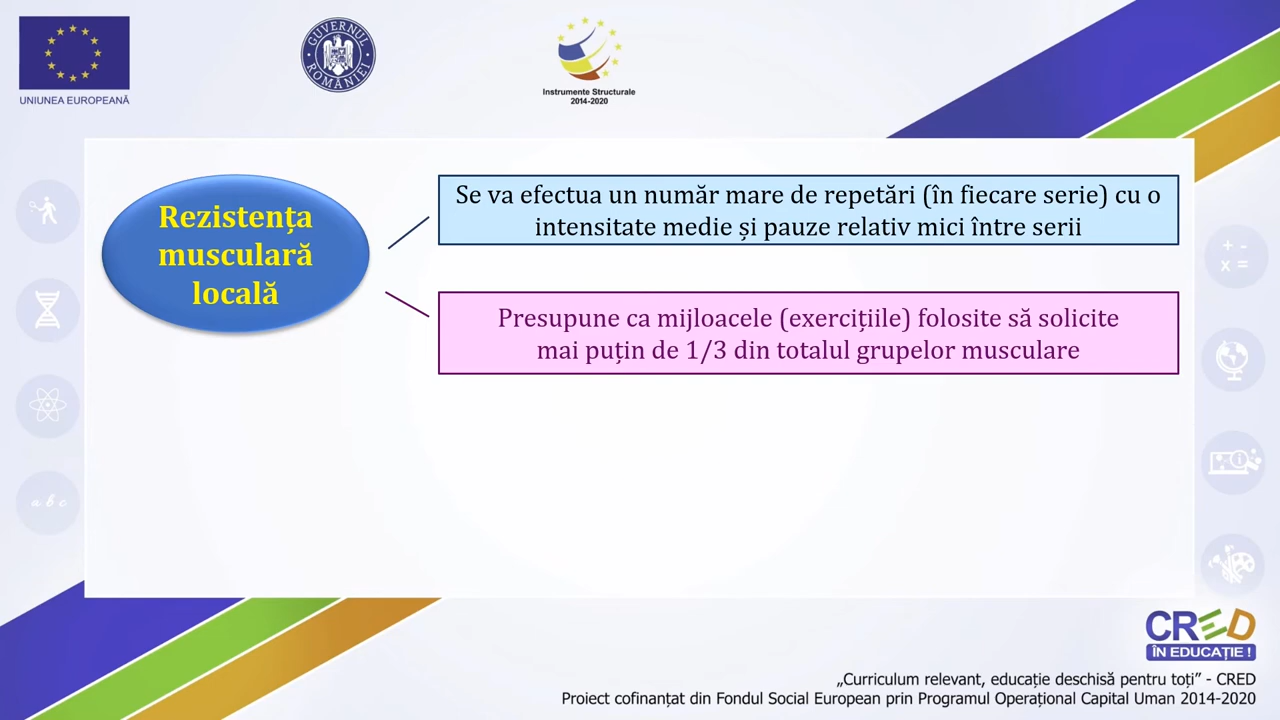 UNIUNEA EUROPEANĂ
GUVERNUL ROMÂNIEI
Instrumente Structurale
2014-2020
Rezistența
musculară
locală
Se va efectua un număr mare de repetări (în fiecare serie) cu o
intensitate medie și pauze relativ mici între serii
Presupune ca mijloacele (exercițiile) folosite să solicite
mai puțin de 1/3 din totalul grupelor musculare
+ -
x =
a b c
CRED
ÎN EDUCAȚIE !
„Curriculum relevant, educație deschisă pentru toți” - CRED
Proiect cofinanțat din Fondul Social European prin Programul Operațional Capital Uman 2014-2020